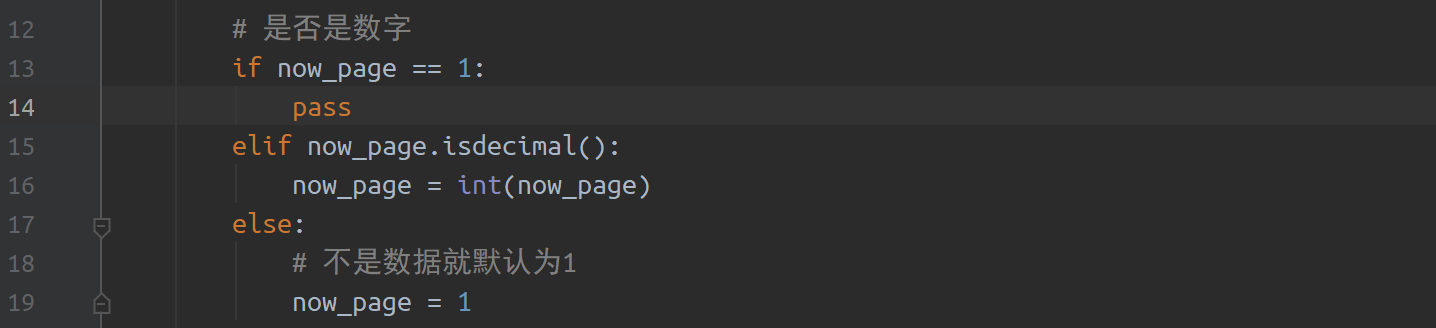 12 # 是否是数字
13 if now_page == 1:
14 pass
15 elif now_page.isdecimal():
16 now_page = int(now_page)
17 else:
18 # 不是数据就默认为1
19 now_page = 1